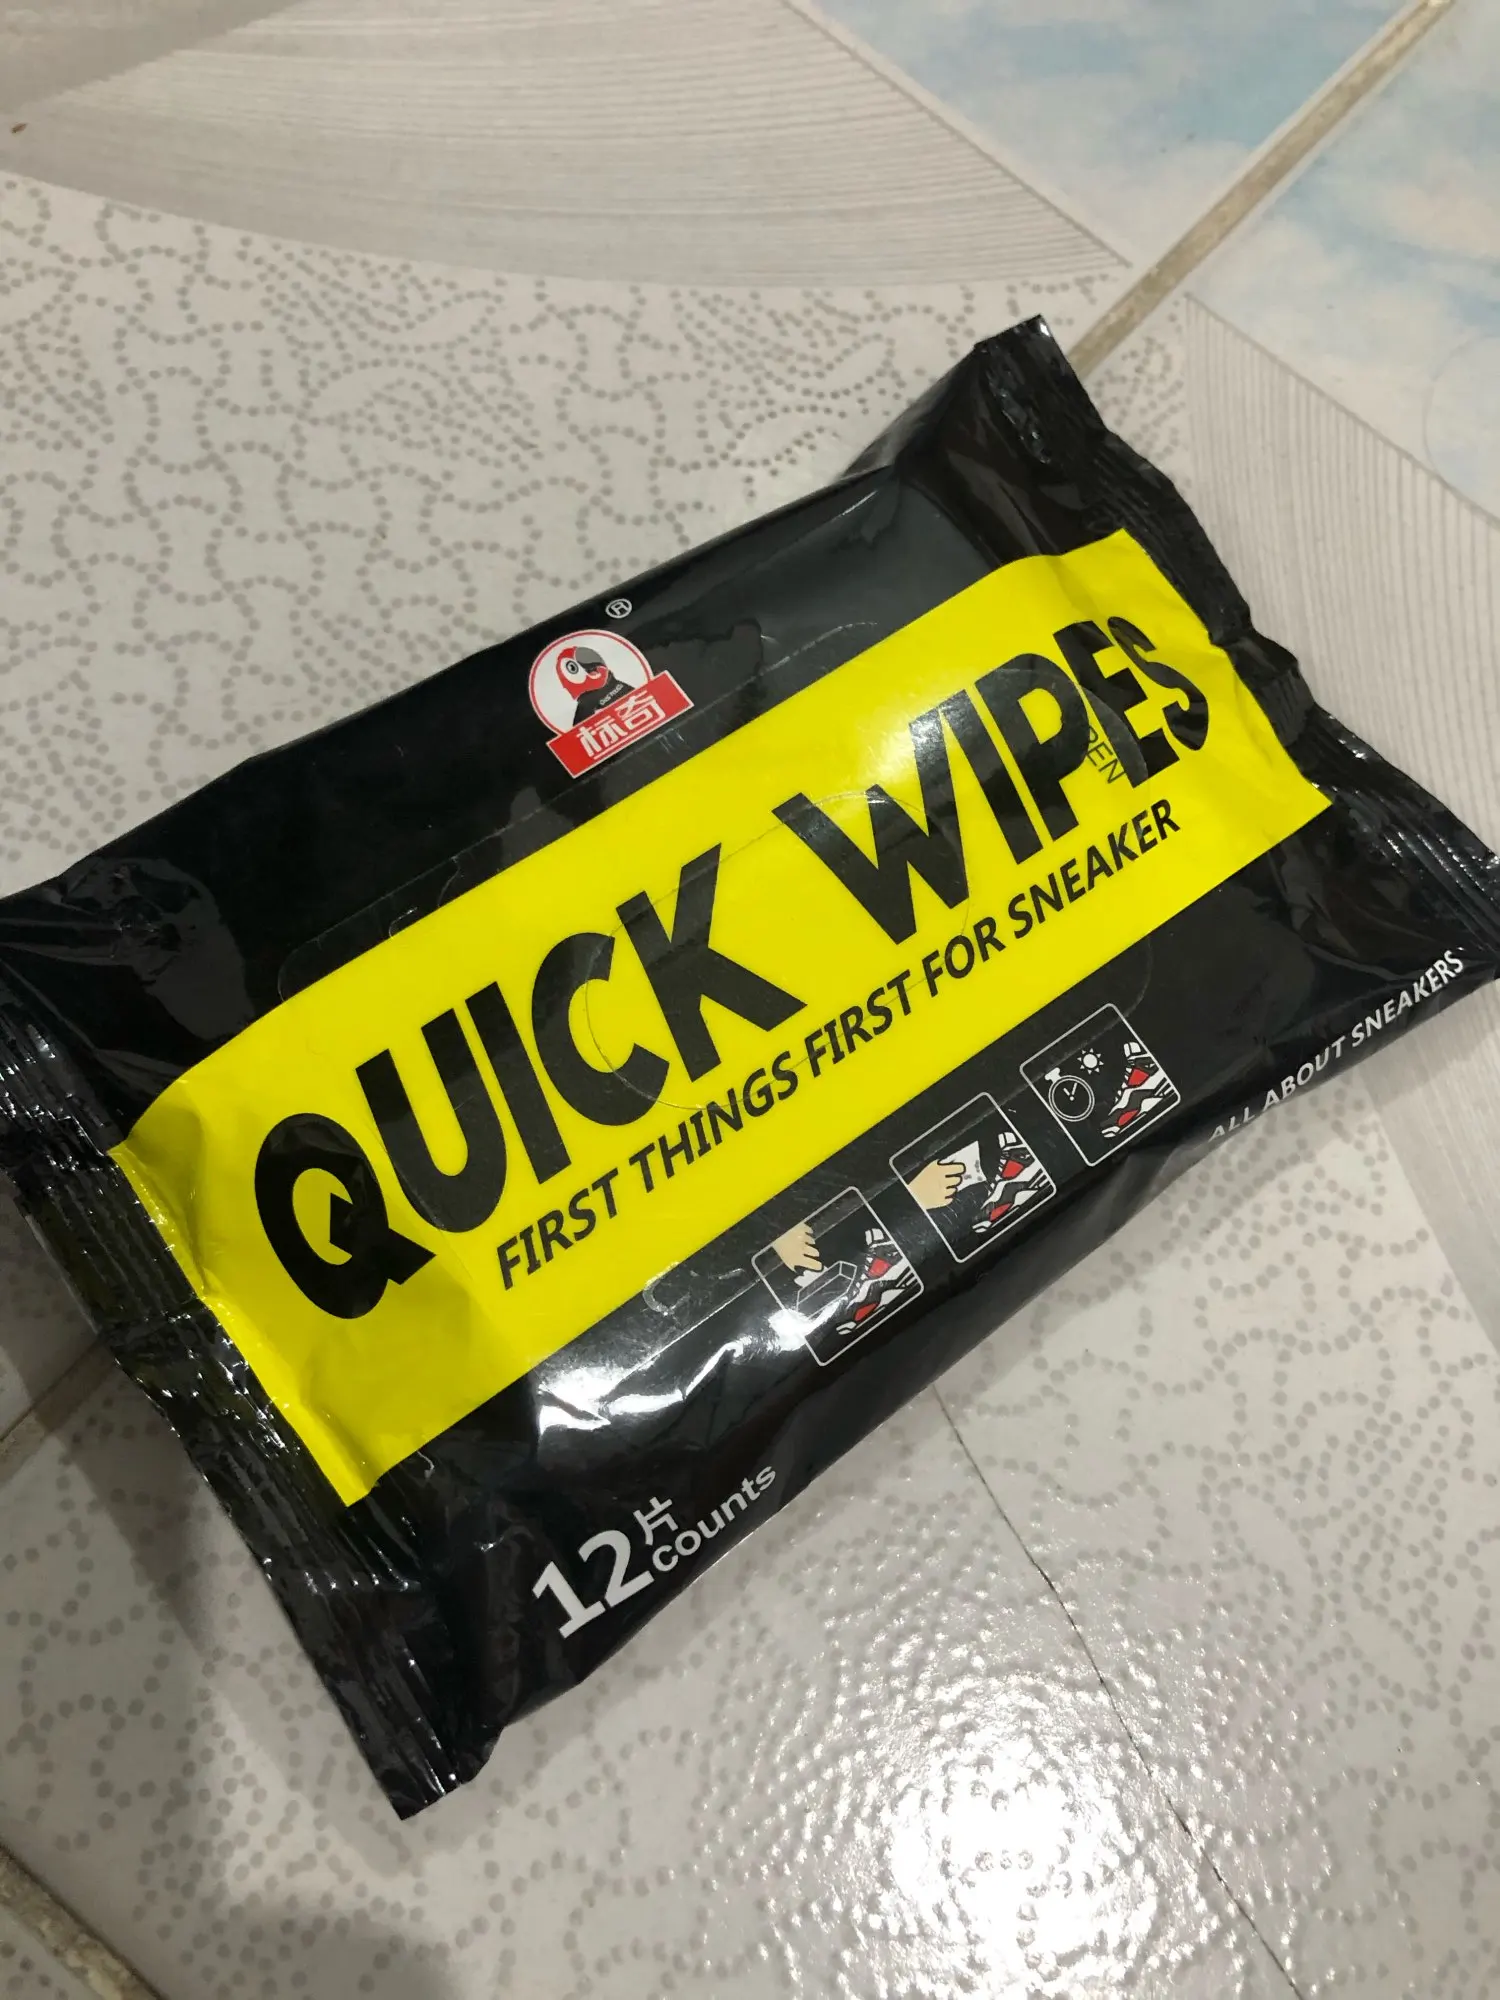 ®
标奇
QUICK WIPES
FIRST THINGS FIRST FOR SNEAKER
ALL ABOUT SNEAKERS
12片
counts